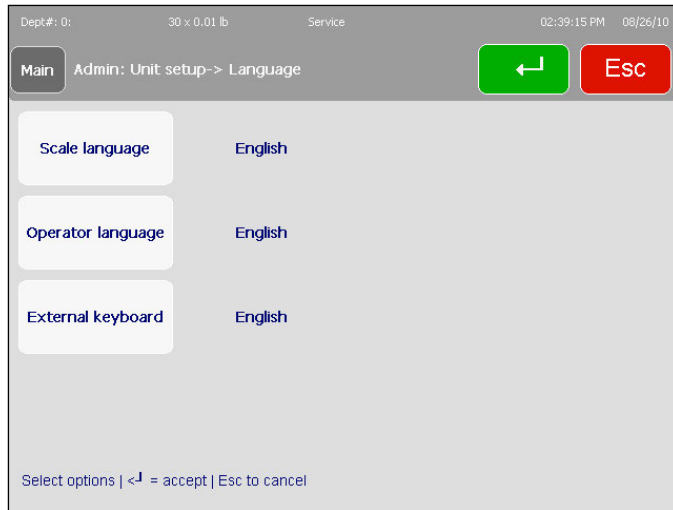 Dept#: 0: 30 x 0.01 lb Service 02:39:15 PM 08/26/10
Main Admin: Unit setup-> Language Esc
Scale language English
Operator language English
External keyboard English
Select options | <┘ = accept | Esc to cancel